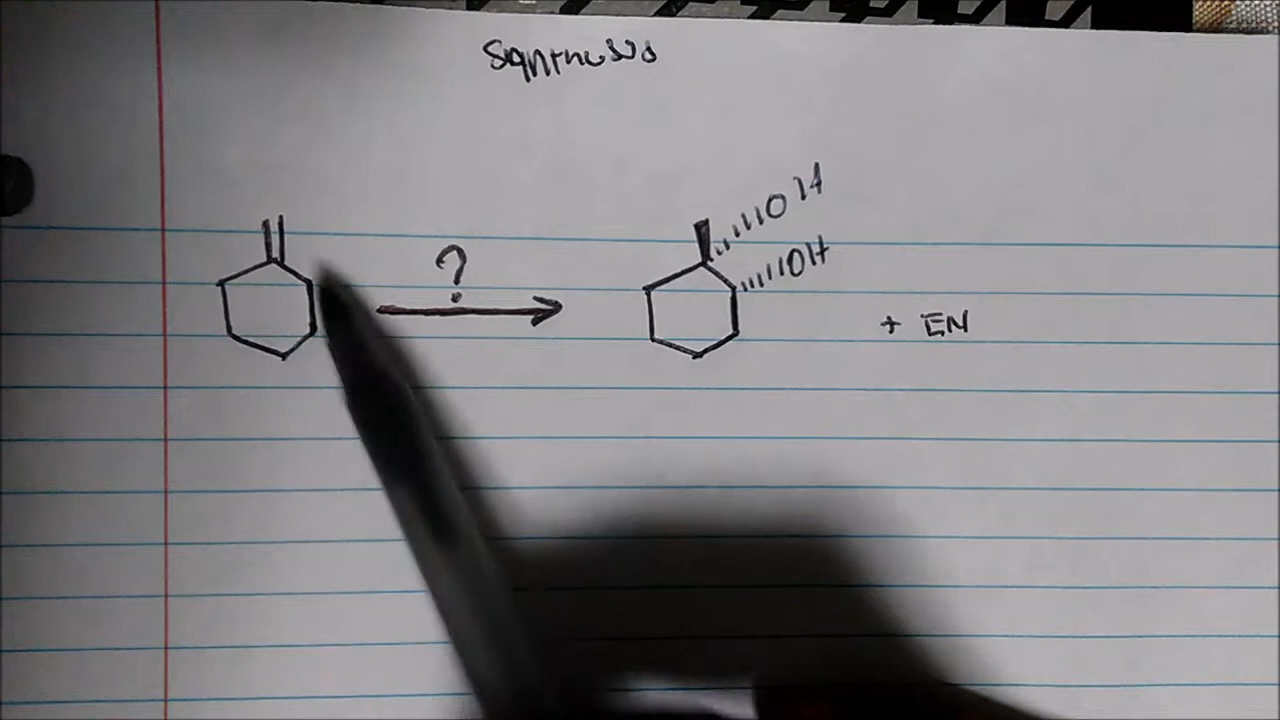 Synthesis
OH
?
OH
+ EN